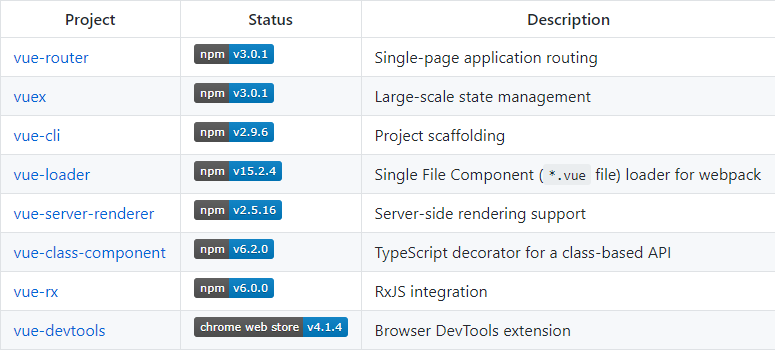 Project Status Description
vue-router npm v3.0.1 Single-page application routing
vuex npm v3.0.1 Large-scale state management
vue-cli npm v2.9.6 Project scaffolding
vue-loader npm v15.2.4 Single File Component ( *.vue file) loader for webpack
vue-server-renderer npm v2.5.16 Server-side rendering support
vue-class-component npm v6.2.0 TypeScript decorator for a class-based API
vue-rx npm v6.0.0 RxJS integration
vue-devtools chrome web store v4.1.4 Browser DevTools extension